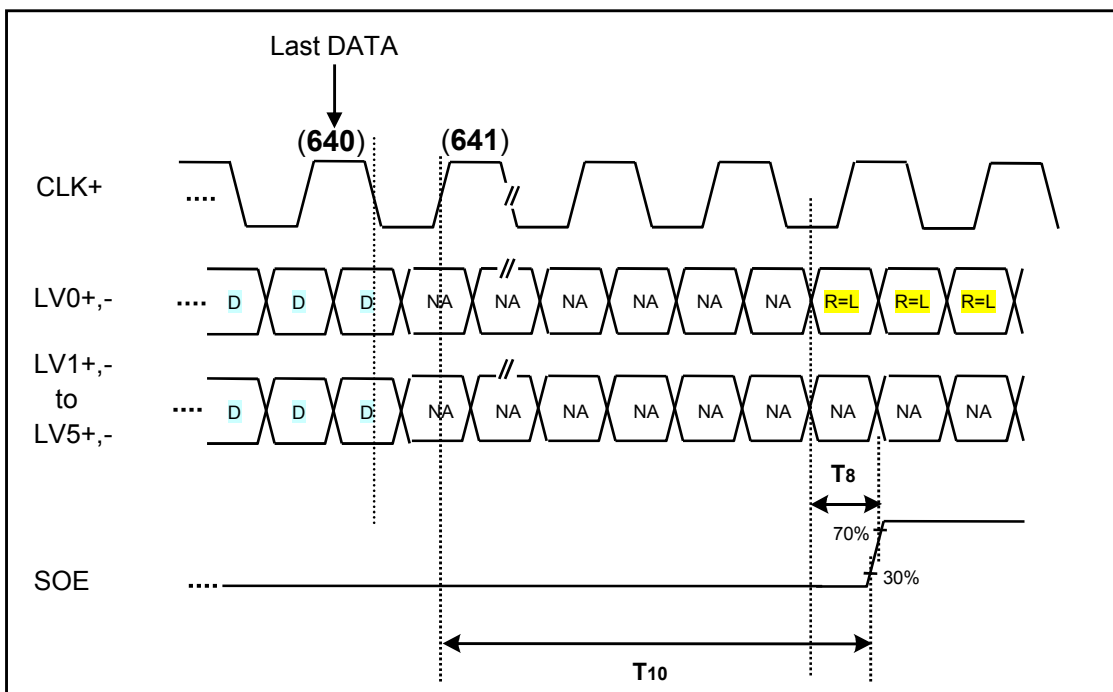 Last DATA
(640) (641)
CLK+ ....
LV0+,- .... D D D NA NA NA NA NA NA R=L R=L R=L
LV1+,-
to
LV5+,-
.... D D D NA NA NA NA NA NA NA NA NA
T8
70%
30%
SOE ....
T10